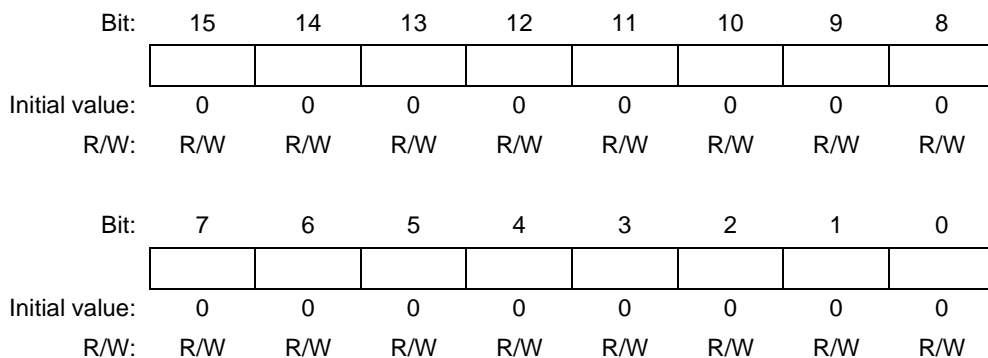 Bit: 15 14 13 12 11 10 9 8
Initial value: 0 0 0 0 0 0 0 0
R/W: R/W R/W R/W R/W R/W R/W R/W R/W
Bit: 7 6 5 4 3 2 1 0
Initial value: 0 0 0 0 0 0 0 0
R/W: R/W R/W R/W R/W R/W R/W R/W R/W